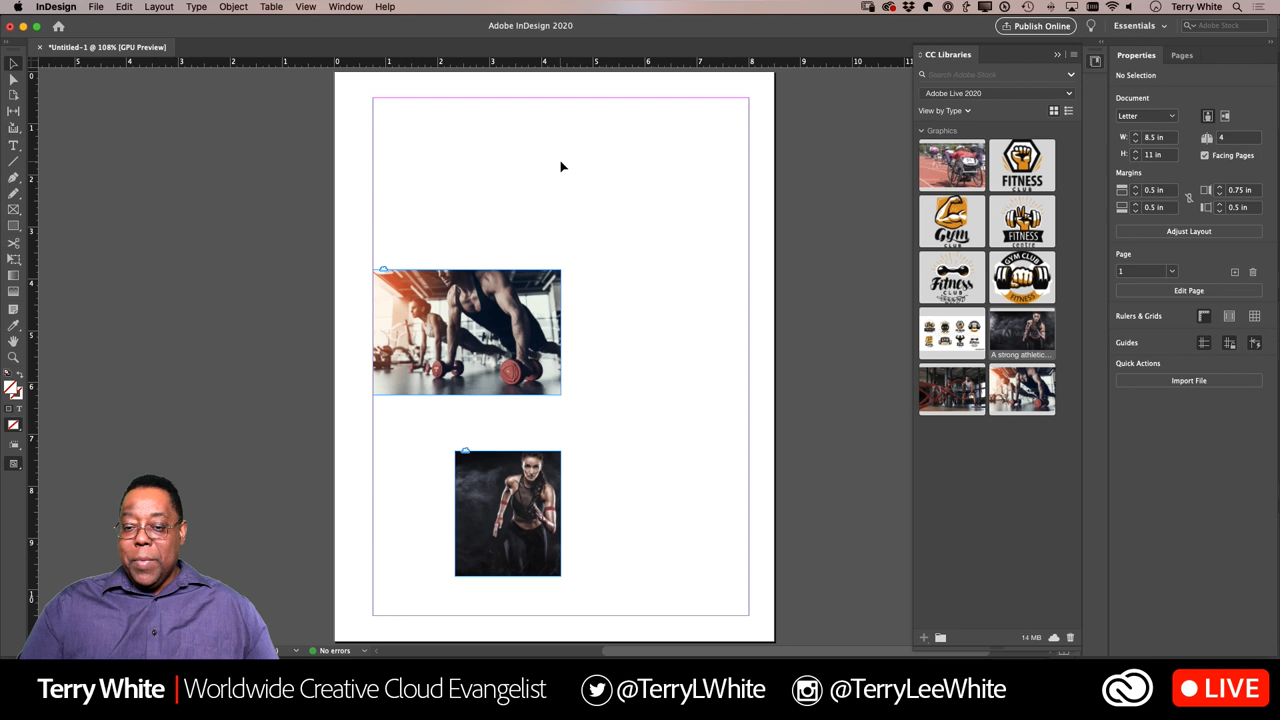 InDesign File Edit Layout Type Object Table View Window Help
Terry White
Adobe InDesign 2020
Publish Online
Essentials
Adobe Stock
*Untitled-1 @ 108% [GPU Preview]
CC Libraries
Search Adobe Stock
Adobe Live 2020
View by Type
Graphics
FITNESS
CLUB
Gym
CLUB
FITNESS
centre
Fitness
CLUB
GYM CLUB
FITNESS
A strong athletic...
14 MB
Properties Pages
No Selection
Document
Letter
W: 8.5 in 4
H: 11 in Facing Pages
Margins
0.5 in 0.75 in
0.5 in 0.5 in
Adjust Layout
Page
1
Edit Page
Rulers & Grids
Guides
Quick Actions
Import File
No errors
Terry White | Worldwide Creative Cloud Evangelist @TerryLWhite @TerryLeeWhite LIVE